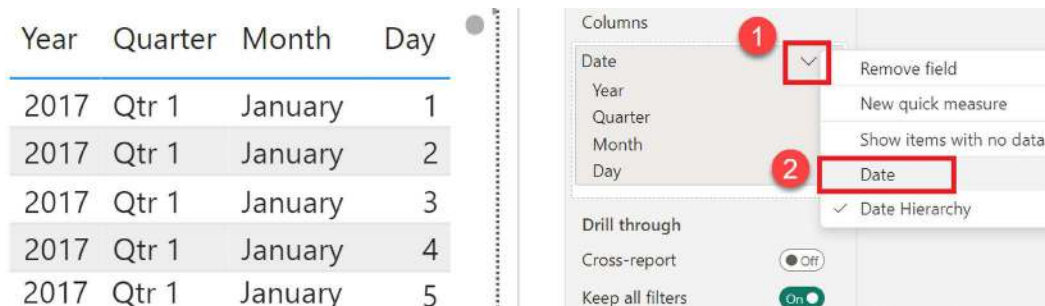 Year Quarter Month Day
2017 Qtr 1 January 1
2017 Qtr 1 January 2
2017 Qtr 1 January 3
2017 Qtr 1 January 4
2017 Qtr 1 January 5
Columns
1
Date
Year
Quarter
Month
Day
2
Drill through
Cross-report Off
Keep all filters On
Remove field
New quick measure
Show items with no data
Date
Date Hierarchy